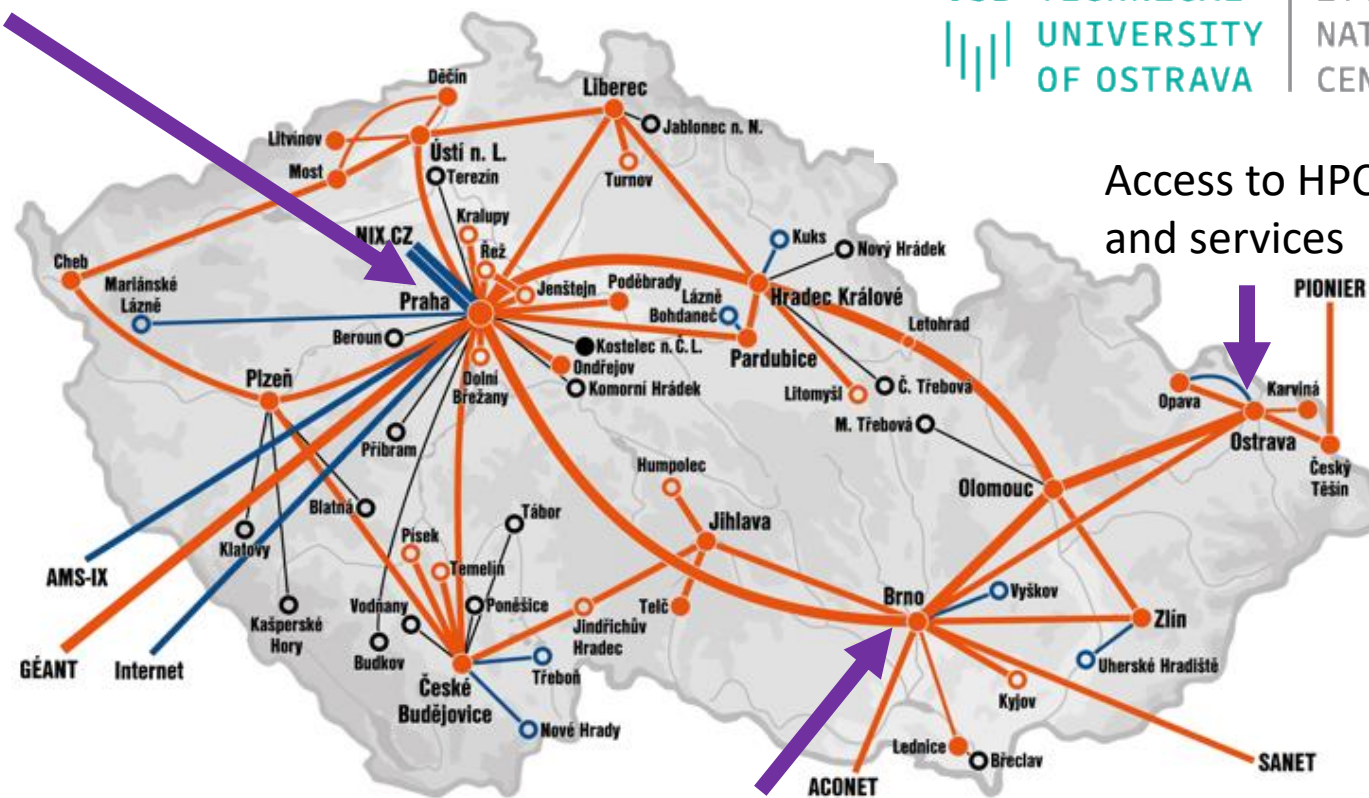 UNIVERSITY
OF OSTRAVA
Access to HPC
and services
Děčín
Liberec
Litvínov
Jablonec n. N.
Ústí n. L.
Most
Terezín
Turnov
Kralupy
NIX.CZ
Řež
Kuks
Nový Hrádek
Cheb
Mariánské
Lázně
Praha
Jenštejn
Poděbrady
Lázně
Bohdaneč
Hradec Králové
PIONIER
Letohrad
Beroun
Kostelec n. Č. L.
Pardubice
Ondřejov
Plzeň
Dolní
Břežany
Komorní Hrádek
Litomyšl
Č. Třebová
Opava
Karviná
M. Třebová
Ostrava
Příbram
Český
Těšín
Humpolec
Olomouc
Blatná
Tábor
Jihlava
Písek
Klatovy
Temelín
AMS-IX
Vodňany
Poněšice
Telč
Brno
Vyškov
Kašperské
Hory
Jindřichův
Hradec
Zlín
Budkov
GÉANT
Internet
Třeboň
Uherské Hradiště
České
Budějovice
Kyjov
Nové Hrady
Lednice
Břeclav
SANET
ACONET